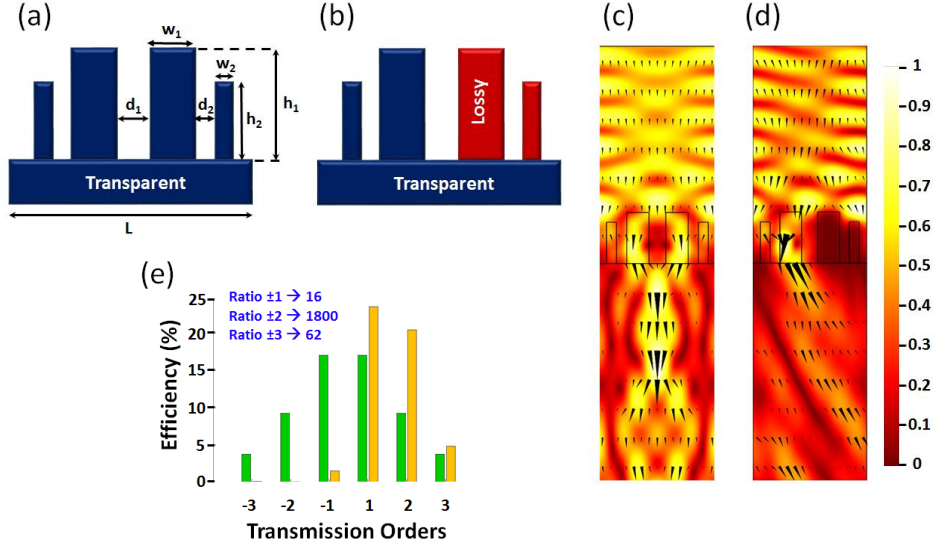 (a)
(b)
(c)
(d)
w1
w2
d1
d2
h2
h1
Transparent
L
Lossy
Transparent
1
0.9
0.8
0.7
0.6
0.5
0.4
0.3
0.2
0.1
0
(e)
Ratio ±1 → 16
Ratio ±2 → 1800
Ratio ±3 → 62
Efficiency (%)
25
20
15
10
5
0
-3 -2 -1 1 2 3
Transmission Orders